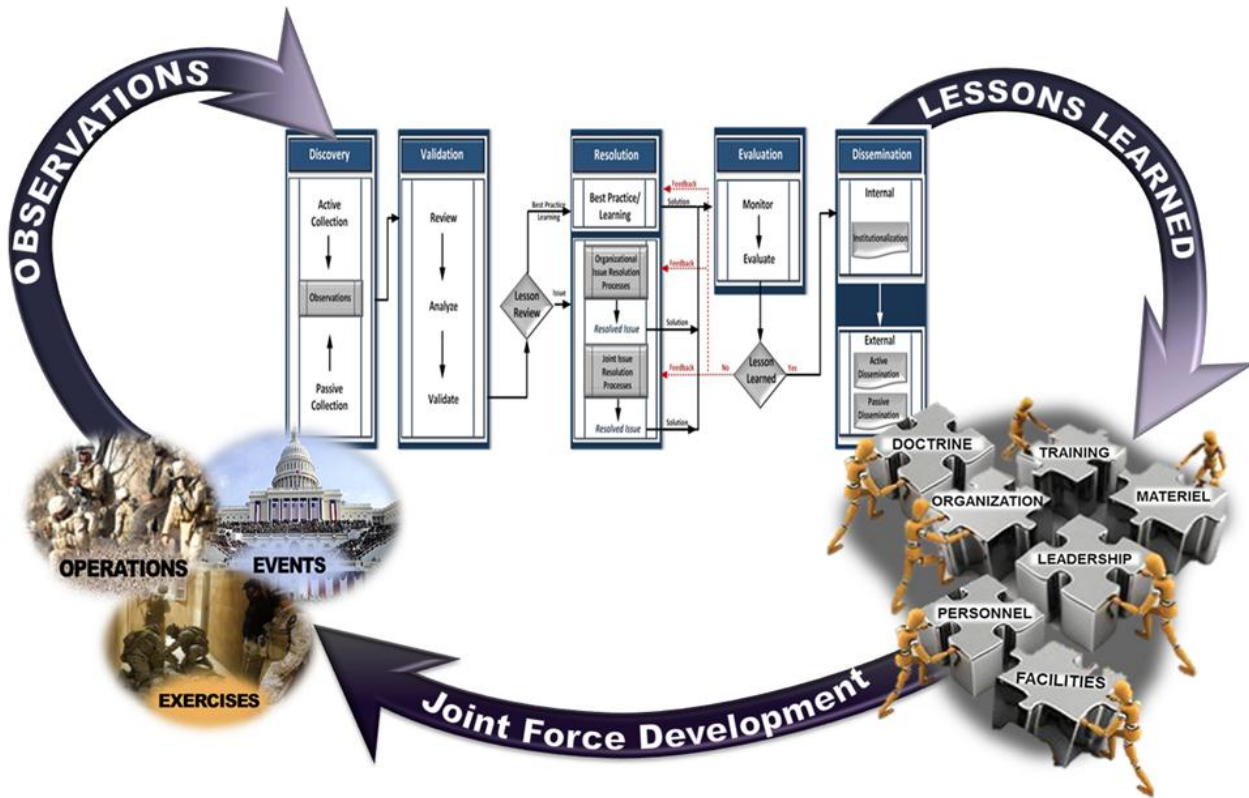 OBSERVATIONS
LESSONS LEARNED
Discovery
Active
Collection
Observations
Passive
Collection
Validation
Review
Analyze
Validate
Best Practice
Learning
Lesson
Review
Issue
Resolution
Best Practice/
Learning
Organizational
Issue Resolution
Processes
Resolved Issue
Joint Issue
Resolution
Processes
Resolved Issue
Feedback
Solution
Feedback
Solution
Feedback
No
Solution
Evaluation
Monitor
Evaluate
Lesson
Learned
Yes
Dissemination
Internal
Institutionalization
External
Active
Dissemination
Passive
Dissemination
OPERATIONS
EVENTS
EXERCISES
DOCTRINE
TRAINING
ORGANIZATION
MATERIEL
LEADERSHIP
PERSONNEL
FACILITIES
Joint Force Development